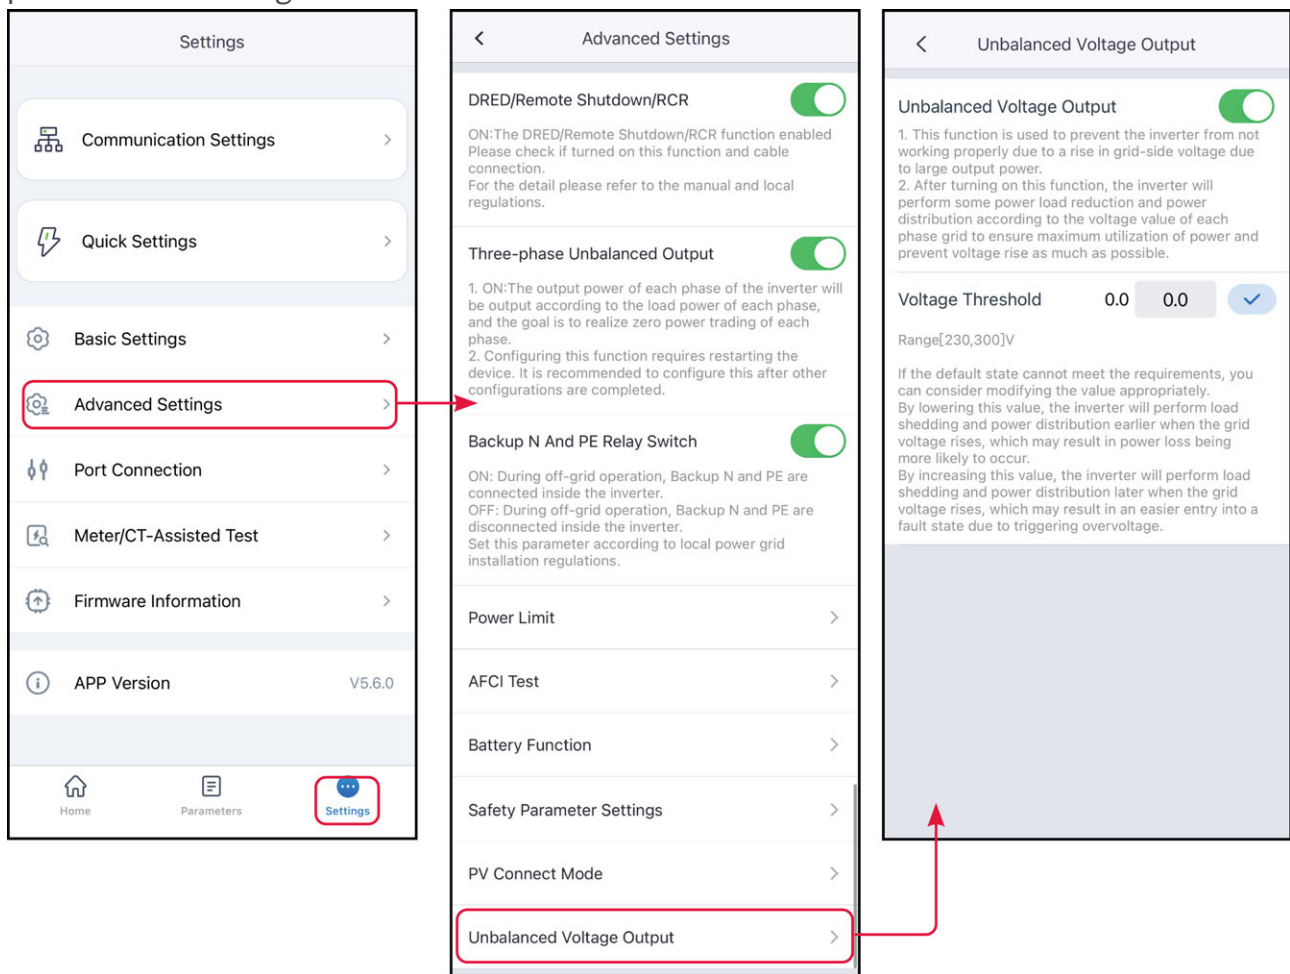 Settings
Communication Settings
Quick Settings
Basic Settings
Advanced Settings
Port Connection
Meter/CT-Assisted Test
Firmware Information
APP Version V5.6.0
Home Parameters Settings
Advanced Settings
DRED/Remote Shutdown/RCR
ON:The DRED/Remote Shutdown/RCR function enabled
Please check if turned on this function and cable
connection.
For the detail please refer to the manual and local
regulations.
Three-phase Unbalanced Output
1. ON:The output power of each phase of the inverter will
be output according to the load power of each phase,
and the goal is to realize zero power trading of each
phase.
2. Configuring this function requires restarting the
device. It is recommended to configure this after other
configurations are completed.
Backup N And PE Relay Switch
ON: During off-grid operation, Backup N and PE are
connected inside the inverter.
OFF: During off-grid operation, Backup N and PE are
disconnected inside the inverter.
Set this parameter according to local power grid
installation regulations.
Power Limit
AFCI Test
Battery Function
Safety Parameter Settings
PV Connect Mode
Unbalanced Voltage Output
Unbalanced Voltage Output
Unbalanced Voltage Output
1. This function is used to prevent the inverter from not
working properly due to a rise in grid-side voltage due
to large output power.
2. After turning on this function, the inverter will
perform some power load reduction and power
distribution according to the voltage value of each
phase grid to ensure maximum utilization of power and
prevent voltage rise as much as possible.
Voltage Threshold 0.0 0.0
Range[230,300]V
If the default state cannot meet the requirements, you
can consider modifying the value appropriately.
By lowering this value, the inverter will perform load
shedding and power distribution earlier when the grid
voltage rises, which may result in power loss being
more likely to occur.
By increasing this value, the inverter will perform load
shedding and power distribution later when the grid
voltage rises, which may result in an easier entry into a
fault state due to triggering overvoltage.